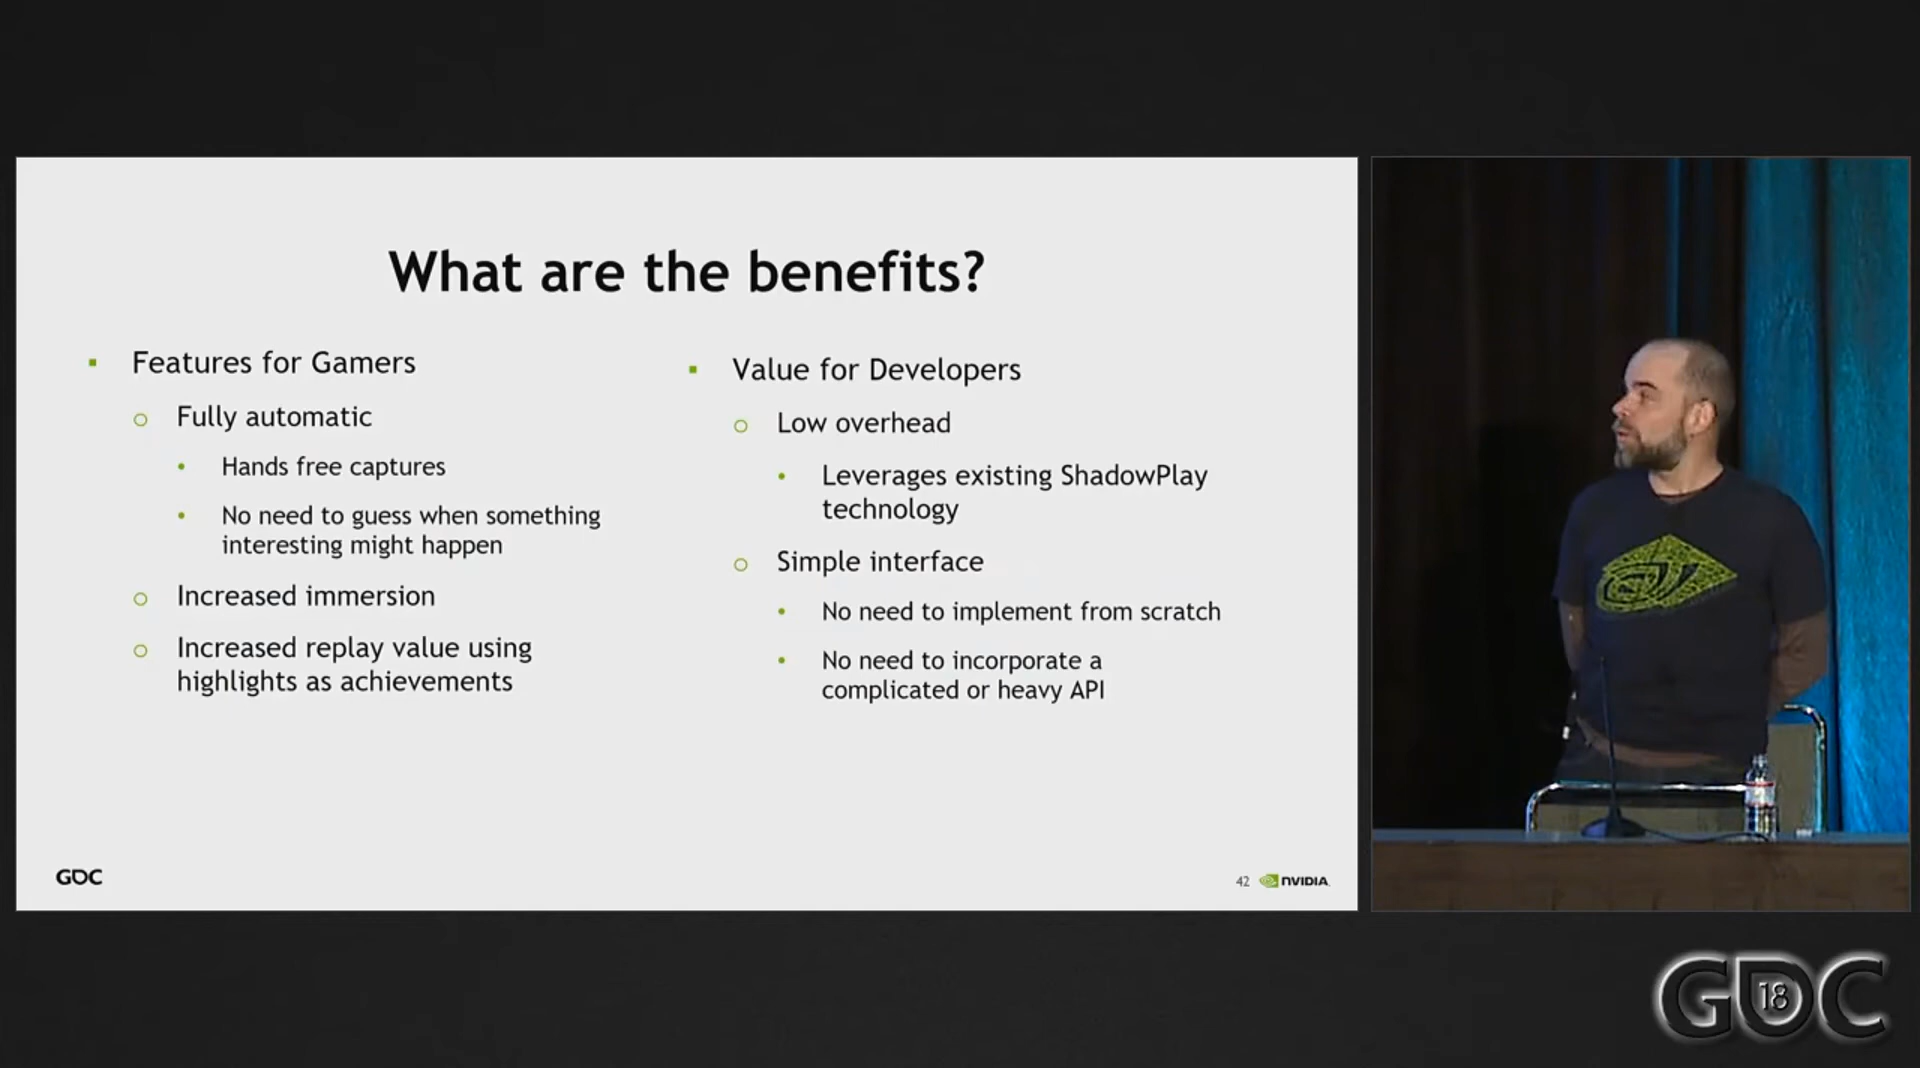 What are the benefits?
Features for Gamers
Fully automatic
Hands free captures
No need to guess when something
interesting might happen
Increased immersion
Increased replay value using
highlights as achievements
Value for Developers
Low overhead
Leverages existing ShadowPlay
technology
Simple interface
No need to implement from scratch
No need to incorporate a
complicated or heavy API
GDC
42 NVIDIA
GDC
18